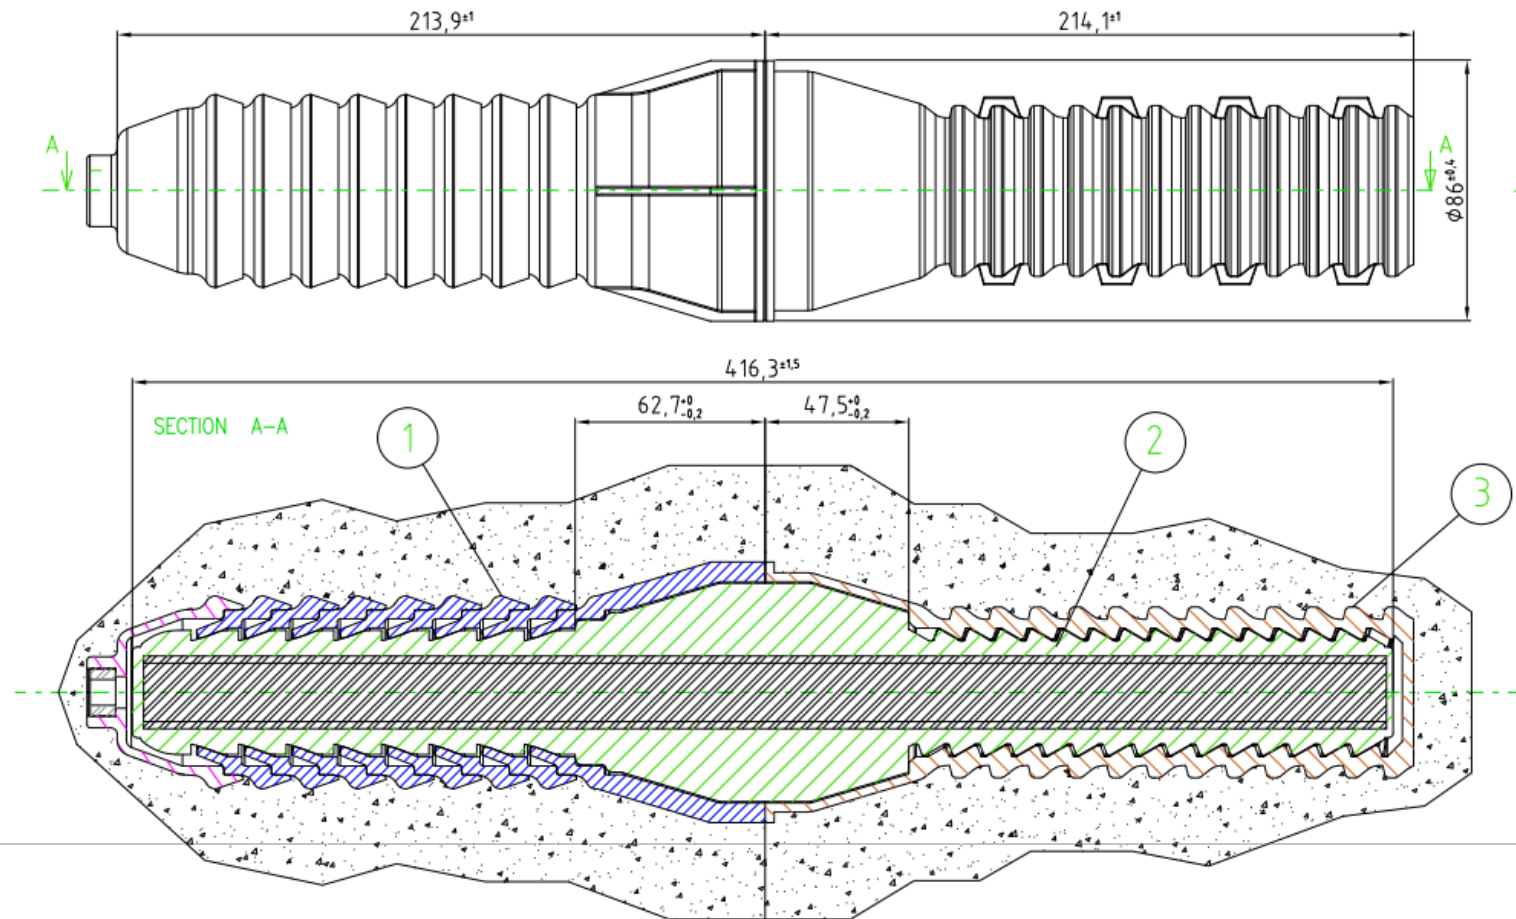 213,9±1
214,1±1
A
A
ϕ86±0,4
416,3±1,5
62,7+0 -0,2
47,5+0 -0,2
SECTION A-A
1
2
3